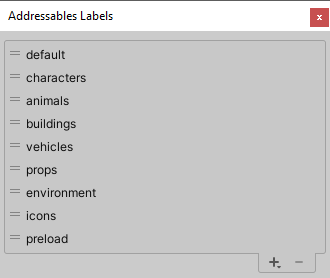 Addressables Labels
default
characters
animals
buildings
vehicles
props
environment
icons
preload